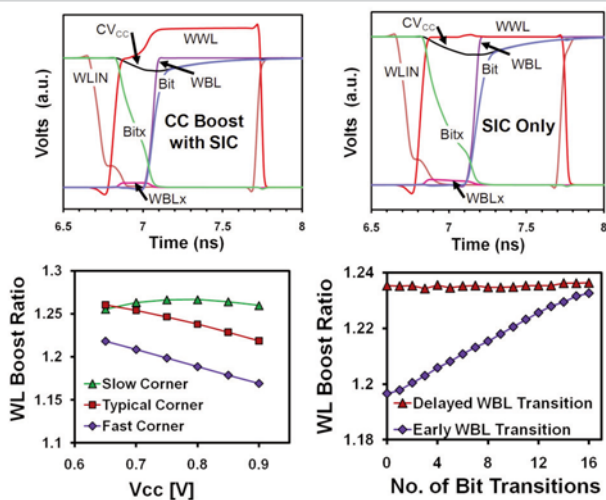 CV_CC
WWL
WLIN
Bit
WBL
Bitx
CC Boost
with SIC
WBLx
Volts (a.u.)
6.5 7 7.5 8
Time (ns)
CV_CC
WWL
WLIN
Bit
WBL
Bitx
SIC Only
WBLx
Volts (a.u.)
6.5 7 7.5 8
Time (ns)
WL Boost Ratio
1.3
1.25
1.2
1.15
1.1
Slow Corner
Typical Corner
Fast Corner
0.6 0.7 0.8 0.9 1
Vcc [V]
WL Boost Ratio
1.24
1.22
1.2
1.18
Delayed WBL Transition
Early WBL Transition
0 4 8 12 16
No. of Bit Transitions